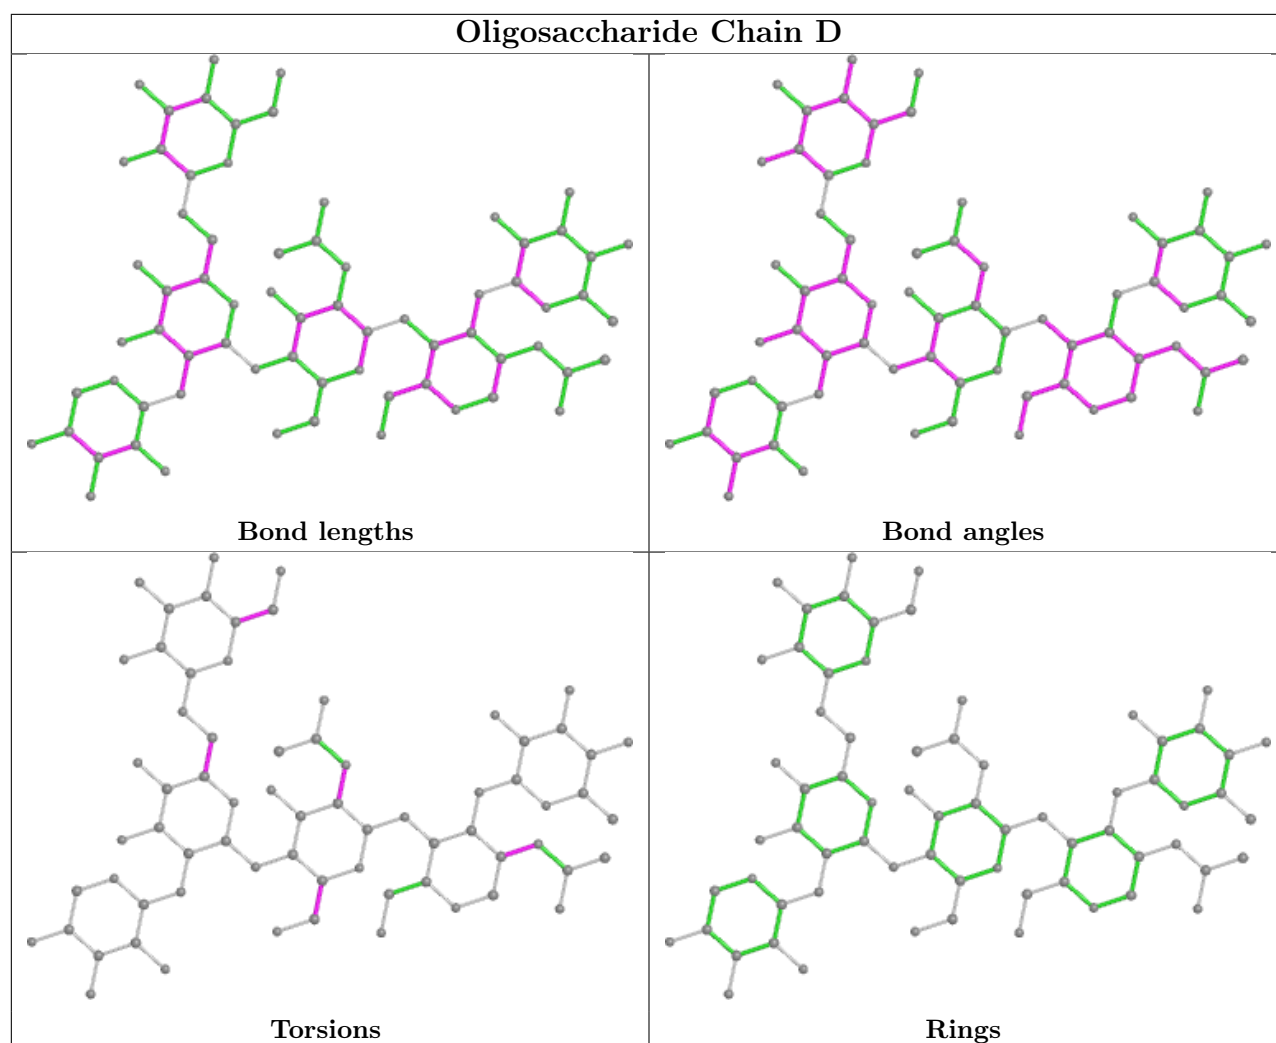 Oligosaccharide Chain D
Bond lengths
Bond angles
Torsions
Rings